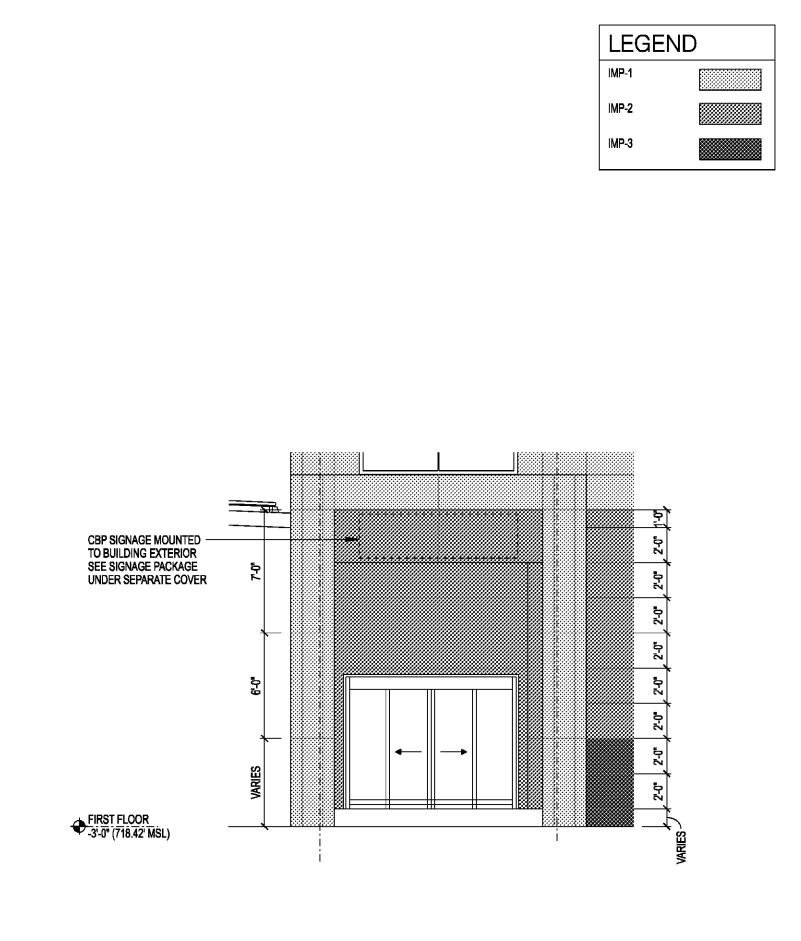 LEGEND
IMP-1
IMP-2
IMP-3
CBP SIGNAGE MOUNTED
TO BUILDING EXTERIOR
SEE SIGNAGE PACKAGE
UNDER SEPARATE COVER
7'-0"
6'-0"
VARIES
1'-0"
2'-0"
2'-0"
2'-0"
2'-0"
2'-0"
2'-0"
2'-0"
2'-0"
VARIES
FIRST FLOOR
-3'-0" (718.42' MSL)